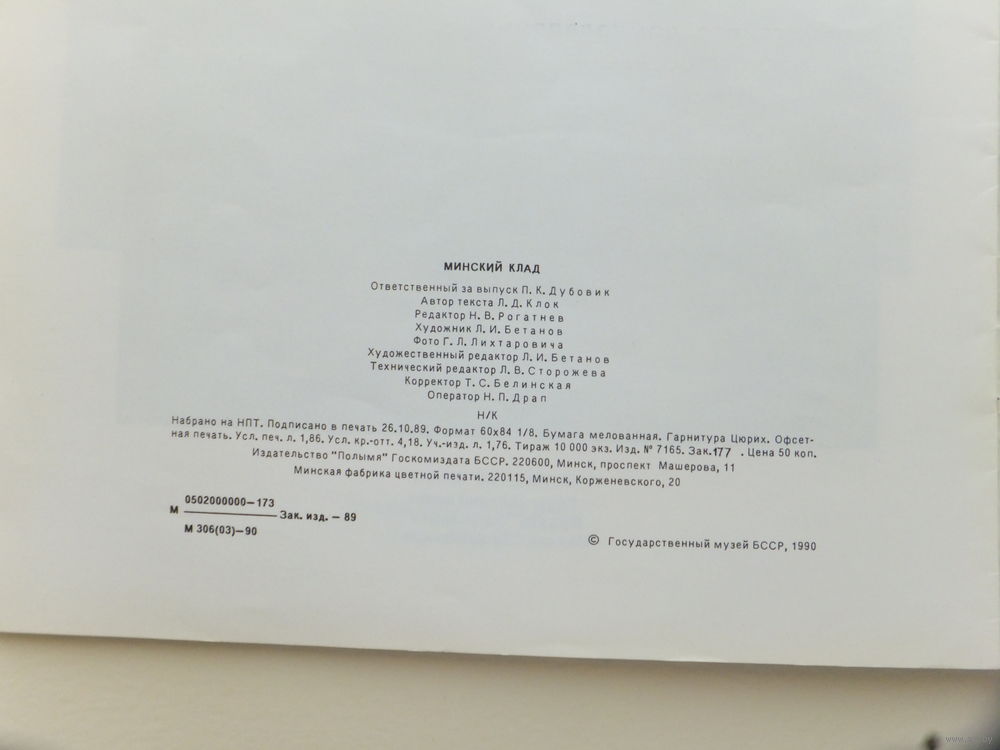 МИНСКИЙ КЛАД
Ответственный за выпуск П. К. Дубовик
Автор текста Л. Д. Клок
Редактор Н. В. Рогатнев
Художник Л. И. Бетанов
Фото Г. Л. Лихтаровича
Художественный редактор Л. И. Бетанов
Технический редактор Л. В. Сторожева
Корректор Т. С. Белинская
Оператор Н. П. Драп
Н/К
Набрано на НПТ. Подписано в печать 26.10.89. Формат 60х84 1/8. Бумага мелованная. Гарнитура Цюрих. Офсет-
ная печать. Усл. печ. л. 1,86. Усл. кр.-отт. 4,18. Уч.-изд. л. 1,76. Тираж 10 000 экз. Изд. № 7165. Зак.177 . Цена 50 коп.
Издательство "Полымя" Госкомиздата БССР. 220600, Минск, проспект Машерова, 11
Минская фабрика цветной печати. 220115, Минск, Корженевского, 20
0502000000—173
М ———— Зак. изд. — 89
М 306(03)—90
© Государственный музей БССР, 1990